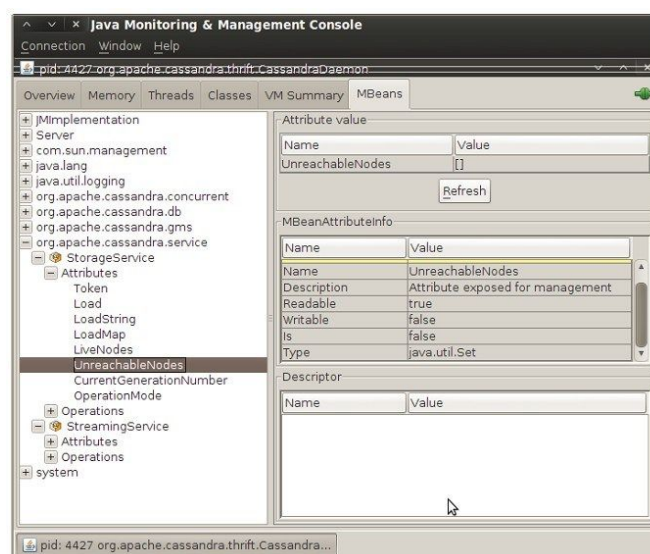 Java Monitoring & Management Console
Connection Window Help
pid: 4427 org.apache.cassandra.thrift.CassandraDaemon
Overview Memory Threads Classes VM Summary MBeans
JMImplementation
Server
com.sun.management
java.lang
java.util.logging
org.apache.cassandra.concurrent
org.apache.cassandra.db
org.apache.cassandra.gms
org.apache.cassandra.service
StorageService
Attributes
Token
Load
LoadString
LoadMap
LiveNodes
UnreachableNodes
CurrentGenerationNumber
OperationMode
Operations
StreamingService
Attributes
Operations
system
Attribute value
Name Value
UnreachableNodes []
Refresh
MBeanAttributeInfo
Name Value
Name UnreachableNodes
Description Attribute exposed for management
Readable true
Writable false
Is false
Type java.util.Set
Descriptor
Name Value
pid: 4427 org.apache.cassandra.thrift.Cassandra...